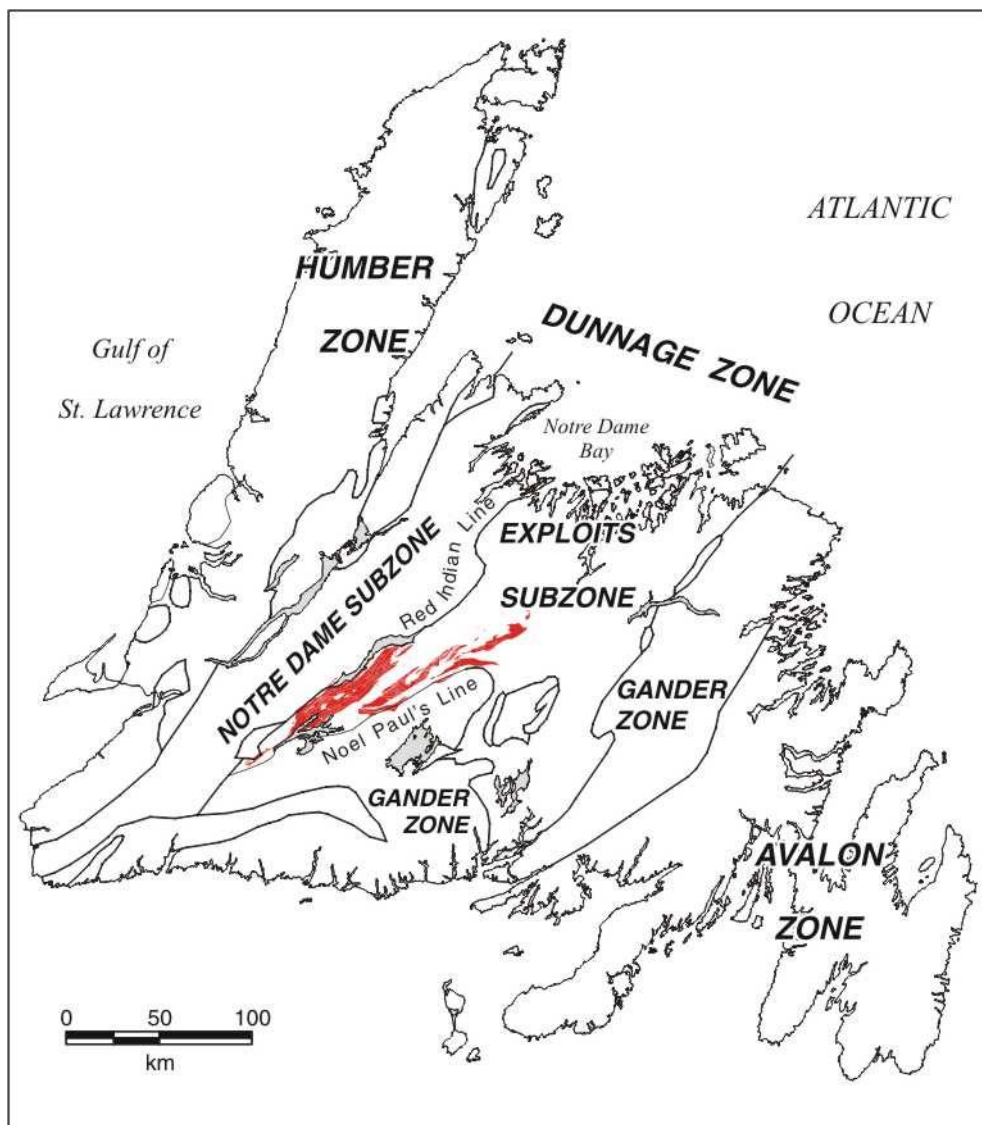 ATLANTIC
OCEAN
HUMBER
ZONE
DUNNAGE ZONE
Gulf of
St. Lawrence
Notre Dame
Bay
NOTRE DAME SUBZONE
Red Indian Line
EXPLOITS
SUBZONE
Noel Paul's Line
GANDER
ZONE
GANDER
ZONE
AVALON
ZONE
0 50 100
km